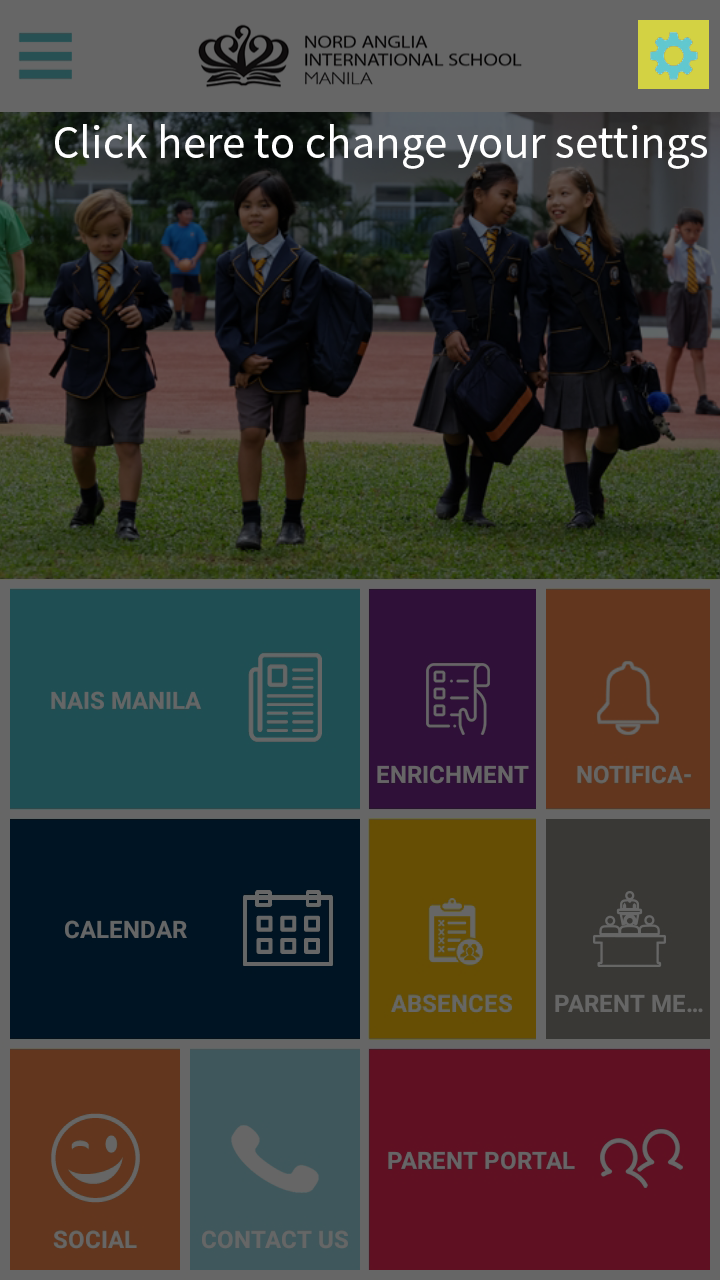 NORD ANGLIA
INTERNATIONAL SCHOOL
MANILA
Click here to change your settings
NAIS MANILA
ENRICHMENT
NOTIFICA-
CALENDAR
ABSENCES
PARENT ME...
SOCIAL
CONTACT US
PARENT PORTAL